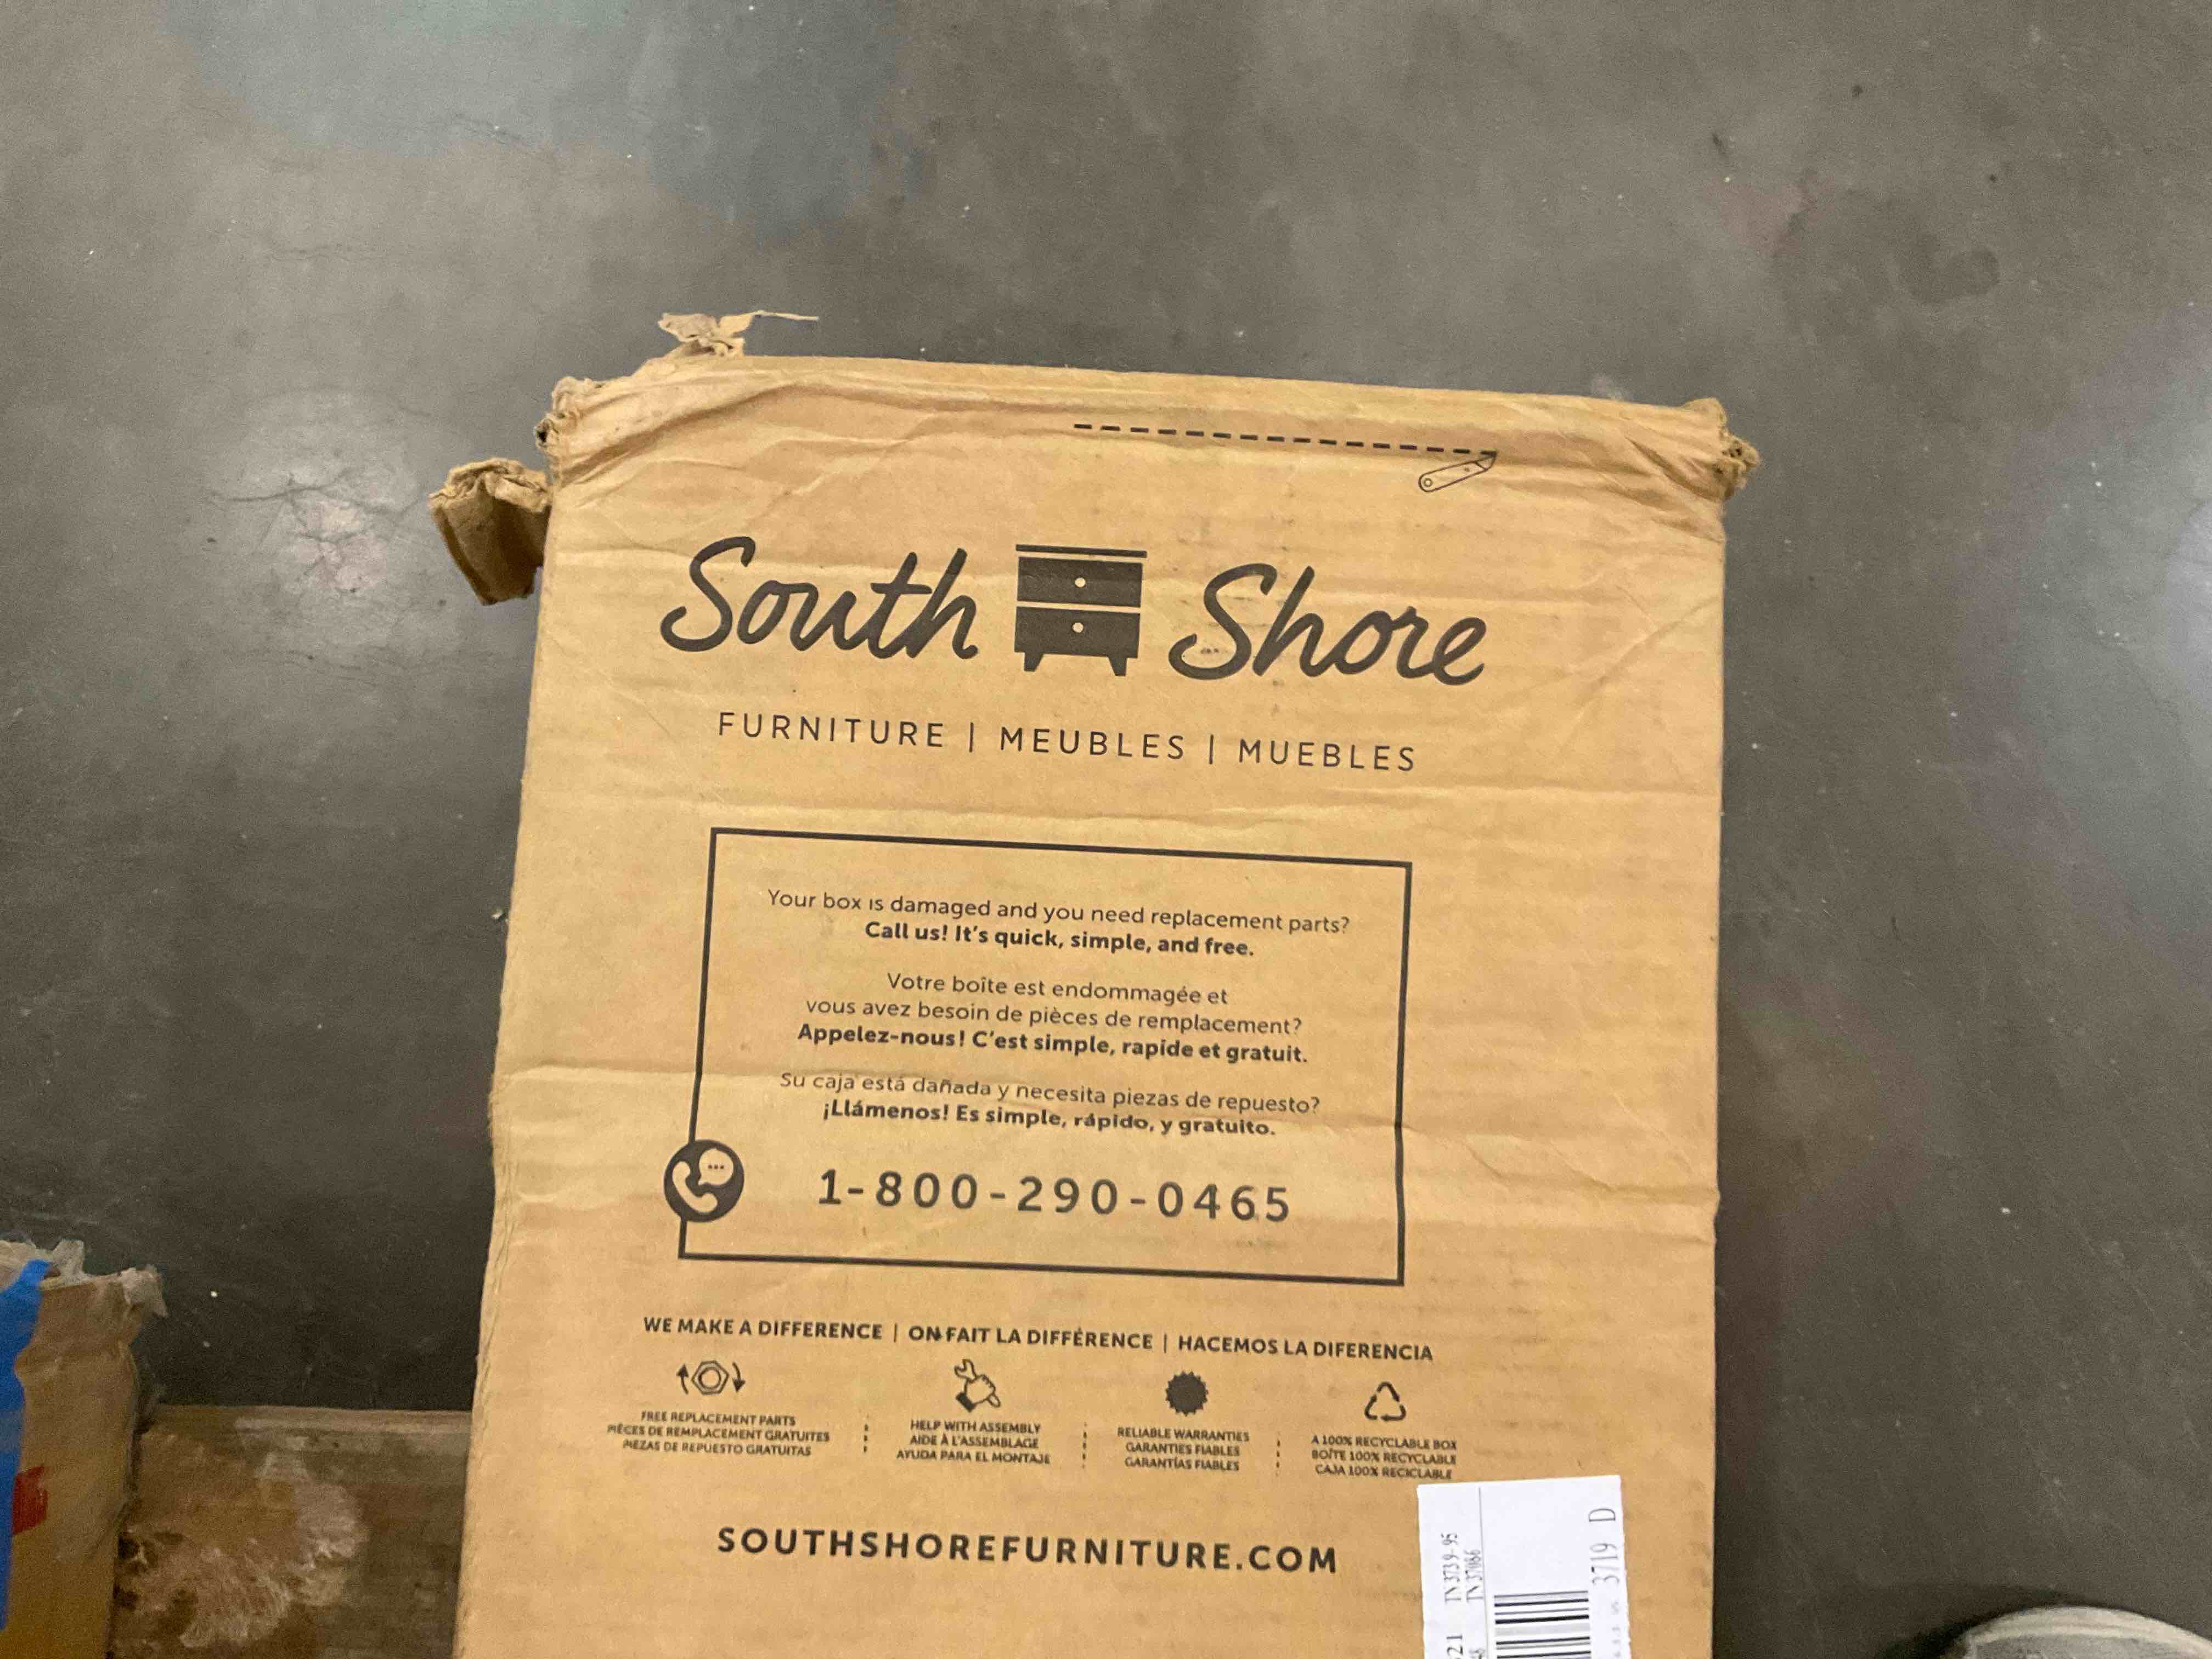 South Shore
FURNITURE | MEUBLES | MUEBLES
Your box is damaged and you need replacement parts?
Call us! It's quick, simple, and free.
Votre boîte est endommagée et
vous avez besoin de pièces de remplacement?
Appelez-nous! C'est simple, rapide et gratuit.
Su caja está dañada y necesita piezas de repuesto?
¡Llámenos! Es simple, rápido, y gratuito.
1-800-290-0465
WE MAKE A DIFFERENCE | ON FAIT LA DIFFÉRENCE | HACEMOS LA DIFERENCIA
FREE REPLACEMENT PARTS
PIÈCES DE REMPLACEMENT GRATUITES
PIEZAS DE REPUESTO GRATUITAS
HELP WITH ASSEMBLY
AIDE À L'ASSEMBLAGE
AYUDA PARA EL MONTAJE
RELIABLE WARRANTIES
GARANTIES FIABLES
GARANTÍAS FIABLES
A 100% RECYCLABLE BOX
BOÎTE 100% RECYCLABLE
CAJA 100% RECICLABLE
SOUTHSHOREFURNITURE.COM
3719 D